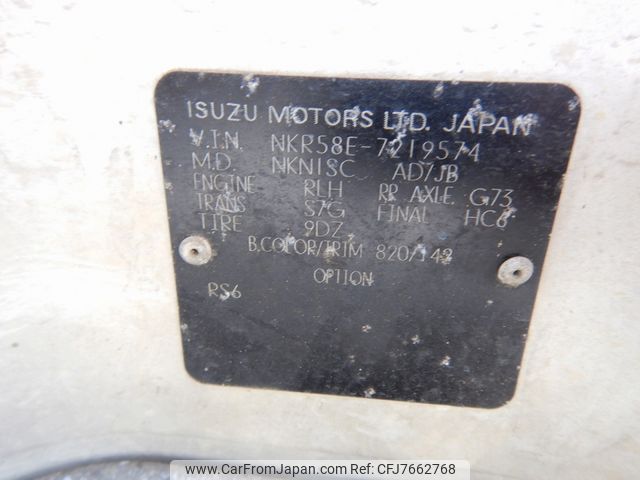 ISUZU MOTORS LTD. JAPAN
V.I.N. NKR58E-7219574
M.D. NKN1SC AD7JB
ENGINE RLH RR AXLE G73
TRANS S7G FINAL HC6
TIRE 9DZ
B.COLOR/TRIM 820/142
OPTION
RS6
www.CarFromJapan.com | © CarFromJapan | CFJ7662768